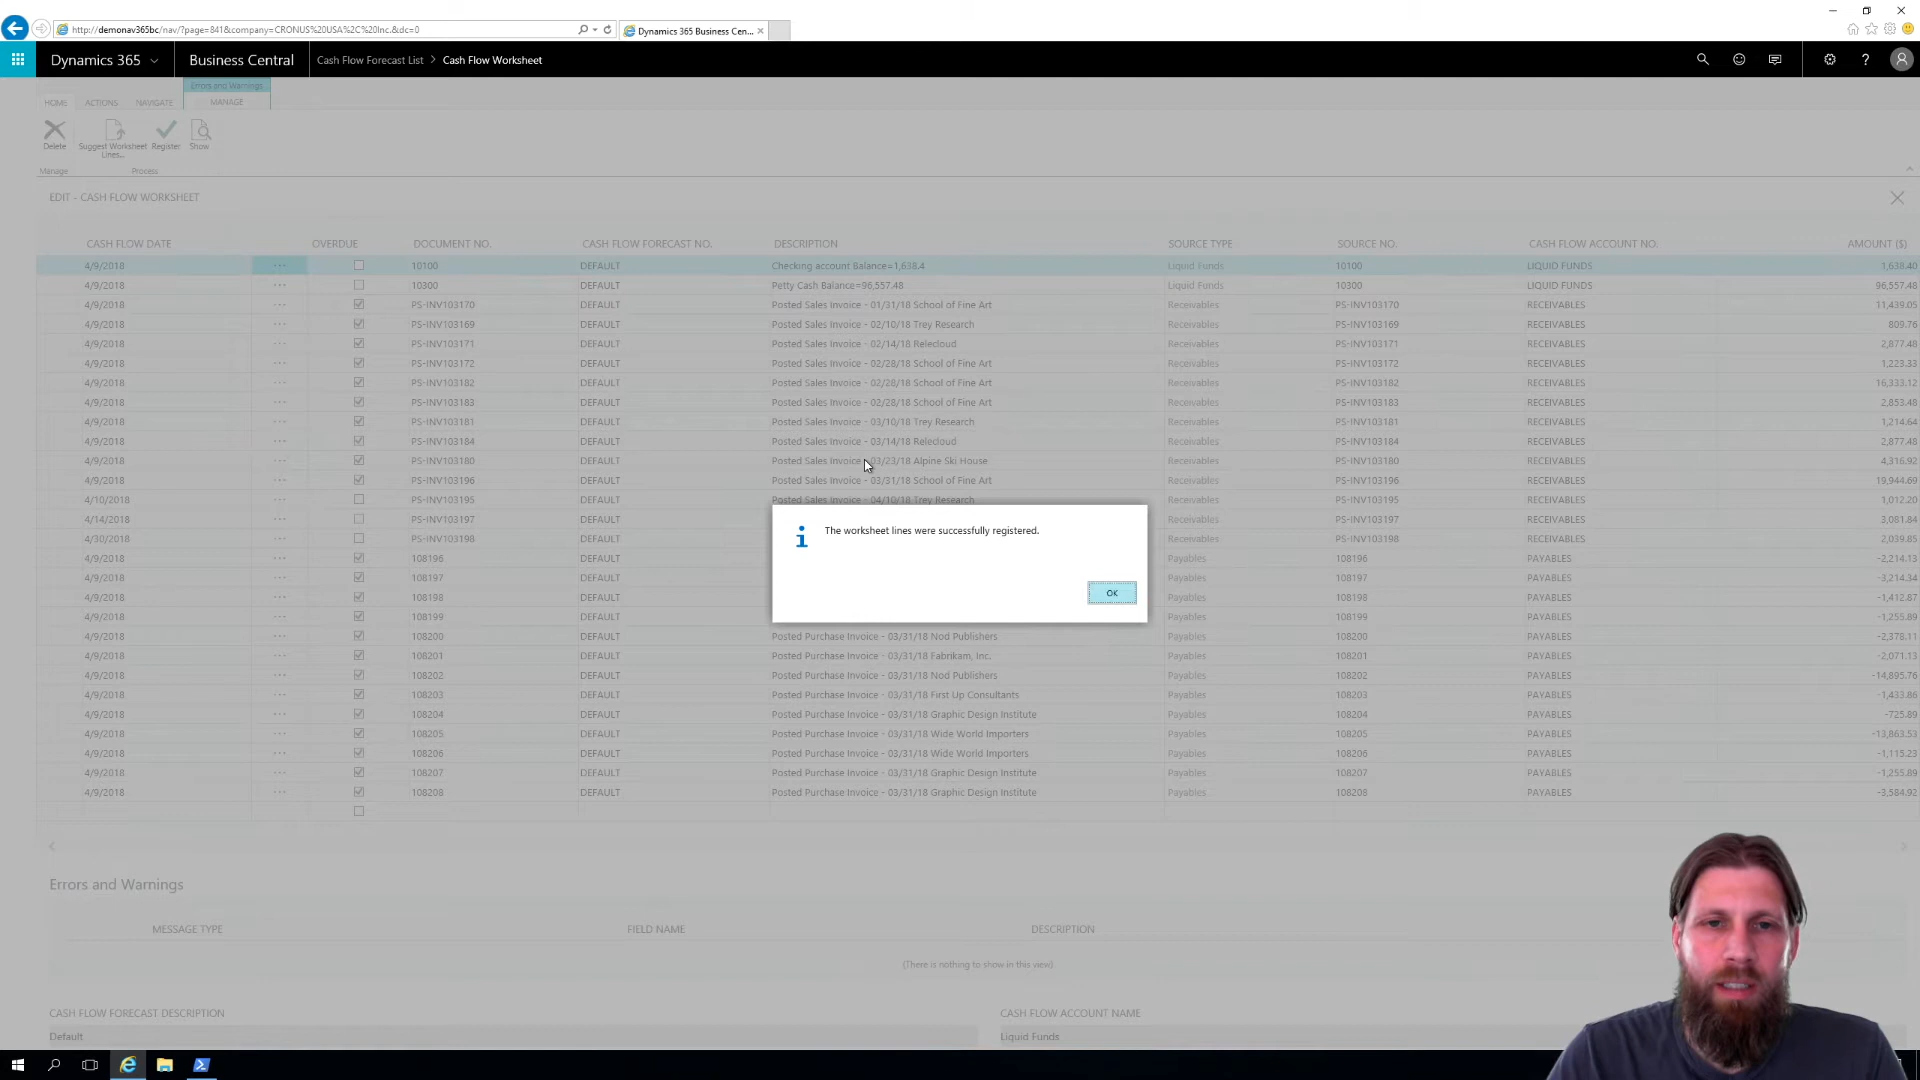 http://demonav365bc/nav/?page=841&company=CRONUS%20USA%2C%20Inc.&dc=0
Dynamics 365 Business Cen...
Dynamics 365
Business Central
Cash Flow Forecast List > Cash Flow Worksheet
Errors and Warnings
HOME ACTIONS NAVIGATE MANAGE
Delete Suggest Worksheet Lines... Register Show
Manage Process
EDIT - CASH FLOW WORKSHEET
CASH FLOW DATE OVERDUE DOCUMENT NO. CASH FLOW FORECAST NO. DESCRIPTION SOURCE TYPE SOURCE NO. CASH FLOW ACCOUNT NO. AMOUNT ($)
4/9/2018 ... 10100 DEFAULT Checking account Balance=1,638.4 Liquid Funds 10100 LIQUID FUNDS 1,638.40
4/9/2018 ... 10300 DEFAULT Petty Cash Balance=96,557.48 Liquid Funds 10300 LIQUID FUNDS 96,557.48
4/9/2018 ... PS-INV103170 DEFAULT Posted Sales Invoice - 01/31/18 School of Fine Art Receivables PS-INV103170 RECEIVABLES 11,439.05
4/9/2018 ... PS-INV103169 DEFAULT Posted Sales Invoice - 02/10/18 Trey Research Receivables PS-INV103169 RECEIVABLES 809.76
4/9/2018 ... PS-INV103171 DEFAULT Posted Sales Invoice - 02/14/18 Relecloud Receivables PS-INV103171 RECEIVABLES 2,877.48
4/9/2018 ... PS-INV103172 DEFAULT Posted Sales Invoice - 02/28/18 School of Fine Art Receivables PS-INV103172 RECEIVABLES 1,223.33
4/9/2018 ... PS-INV103182 DEFAULT Posted Sales Invoice - 02/28/18 School of Fine Art Receivables PS-INV103182 RECEIVABLES 16,333.12
4/9/2018 ... PS-INV103183 DEFAULT Posted Sales Invoice - 02/28/18 School of Fine Art Receivables PS-INV103183 RECEIVABLES 2,853.48
4/9/2018 ... PS-INV103181 DEFAULT Posted Sales Invoice - 03/10/18 Trey Research Receivables PS-INV103181 RECEIVABLES 1,214.64
4/9/2018 ... PS-INV103184 DEFAULT Posted Sales Invoice - 03/14/18 Relecloud Receivables PS-INV103184 RECEIVABLES 2,877.48
4/9/2018 ... PS-INV103180 DEFAULT Posted Sales Invoice - 03/23/18 Alpine Ski House Receivables PS-INV103180 RECEIVABLES 4,316.92
4/9/2018 ... PS-INV103196 DEFAULT Posted Sales Invoice - 03/31/18 School of Fine Art Receivables PS-INV103196 RECEIVABLES 19,944.69
4/10/2018 ... PS-INV103195 DEFAULT Posted Sales Invoice - 04/10/18 Trey Research Receivables PS-INV103195 RECEIVABLES 1,012.20
4/14/2018 ... PS-INV103197 DEFAULT Receivables PS-INV103197 RECEIVABLES 3,081.84
4/30/2018 ... PS-INV103198 DEFAULT Receivables PS-INV103198 RECEIVABLES 2,039.85
4/9/2018 ... 108196 DEFAULT Payables 108196 PAYABLES -2,214.13
4/9/2018 ... 108197 DEFAULT Payables 108197 PAYABLES -3,214.34
4/9/2018 ... 108198 DEFAULT Payables 108198 PAYABLES -1,412.87
4/9/2018 ... 108199 DEFAULT Payables 108199 PAYABLES -1,255.89
4/9/2018 ... 108200 DEFAULT Posted Purchase Invoice - 03/31/18 Nod Publishers Payables 108200 PAYABLES -2,378.11
4/9/2018 ... 108201 DEFAULT Posted Purchase Invoice - 03/31/18 Fabrikam, Inc. Payables 108201 PAYABLES -2,071.13
4/9/2018 ... 108202 DEFAULT Posted Purchase Invoice - 03/31/18 Nod Publishers Payables 108202 PAYABLES -14,895.76
4/9/2018 ... 108203 DEFAULT Posted Purchase Invoice - 03/31/18 First Up Consultants Payables 108203 PAYABLES -1,433.86
4/9/2018 ... 108204 DEFAULT Posted Purchase Invoice - 03/31/18 Graphic Design Institute Payables 108204 PAYABLES -725.89
4/9/2018 ... 108205 DEFAULT Posted Purchase Invoice - 03/31/18 Wide World Importers Payables 108205 PAYABLES -13,863.53
4/9/2018 ... 108206 DEFAULT Posted Purchase Invoice - 03/31/18 Wide World Importers Payables 108206 PAYABLES -1,115.23
4/9/2018 ... 108207 DEFAULT Posted Purchase Invoice - 03/31/18 Graphic Design Institute Payables 108207 PAYABLES -1,255.89
4/9/2018 ... 108208 DEFAULT Posted Purchase Invoice - 03/31/18 Graphic Design Institute Payables 108208 PAYABLES -3,584.92
The worksheet lines were successfully registered.
OK
Errors and Warnings
MESSAGE TYPE FIELD NAME DESCRIPTION
(There is nothing to show in this view)
CASH FLOW FORECAST DESCRIPTION CASH FLOW ACCOUNT NAME
Default Liquid Funds